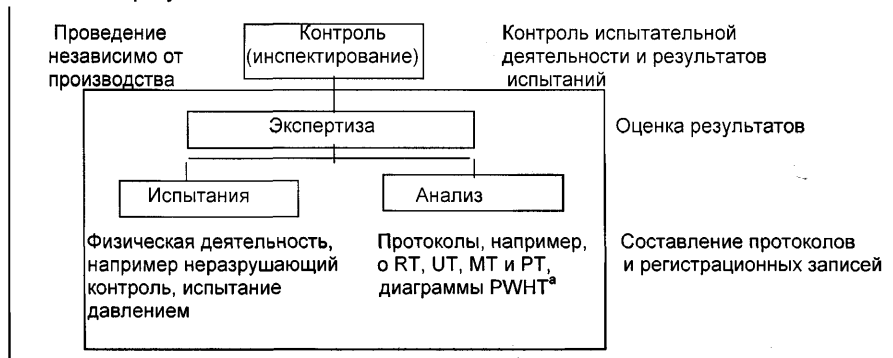 Проведение
независимо от
производства
Контроль
(инспектирование)
Контроль испытательной
деятельности и результатов
испытаний
Экспертиза
Оценка результатов
Испытания
Анализ
Физическая деятельность,
например неразрушающий
контроль, испытание
давлением
Протоколы, например,
о RT, UT, MT и PT,
диаграммы PWHTª
Составление протоколов
и регистрационных записей